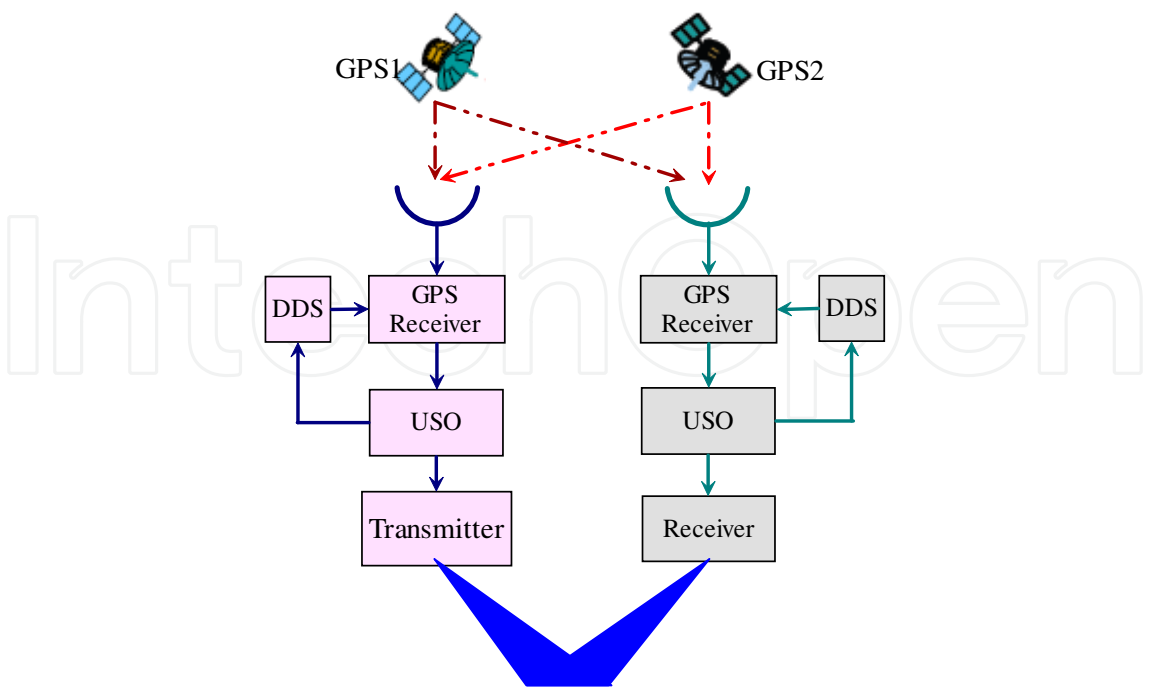 GPS1
GPS2
IntechOpen
DDS
GPS
Receiver
GPS
Receiver
DDS
USO
USO
Transmitter
Receiver